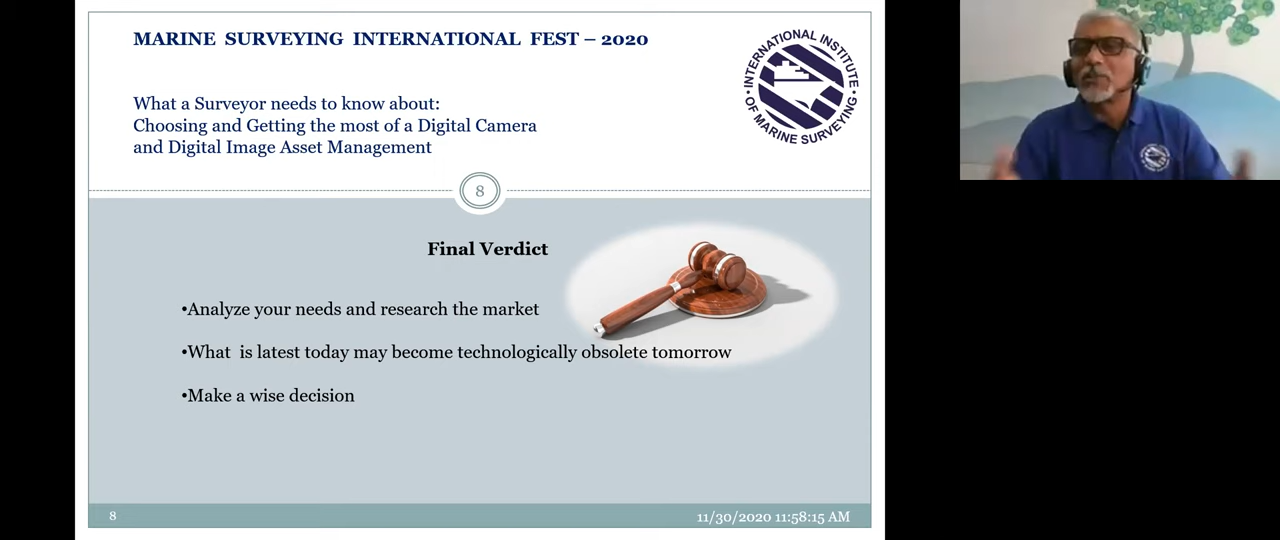 MARINE SURVEYING INTERNATIONAL FEST – 2020
INTERNATIONAL INSTITUTE
• OF MARINE SURVEYING •
What a Surveyor needs to know about:
Choosing and Getting the most of a Digital Camera
and Digital Image Asset Management
8
Final Verdict
•Analyze your needs and research the market
•What is latest today may become technologically obsolete tomorrow
•Make a wise decision
8
11/30/2020 11:58:15 AM